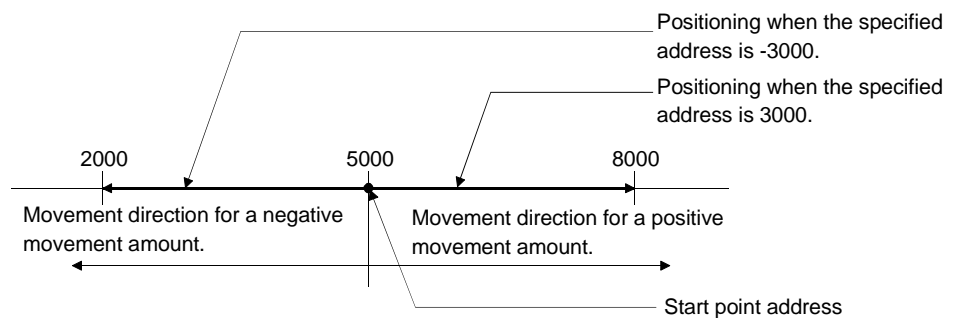 Positioning when the specified
address is -3000.
Positioning when the specified
address is 3000.
2000
5000
8000
Movement direction for a negative
movement amount.
Movement direction for a positive
movement amount.
Start point address